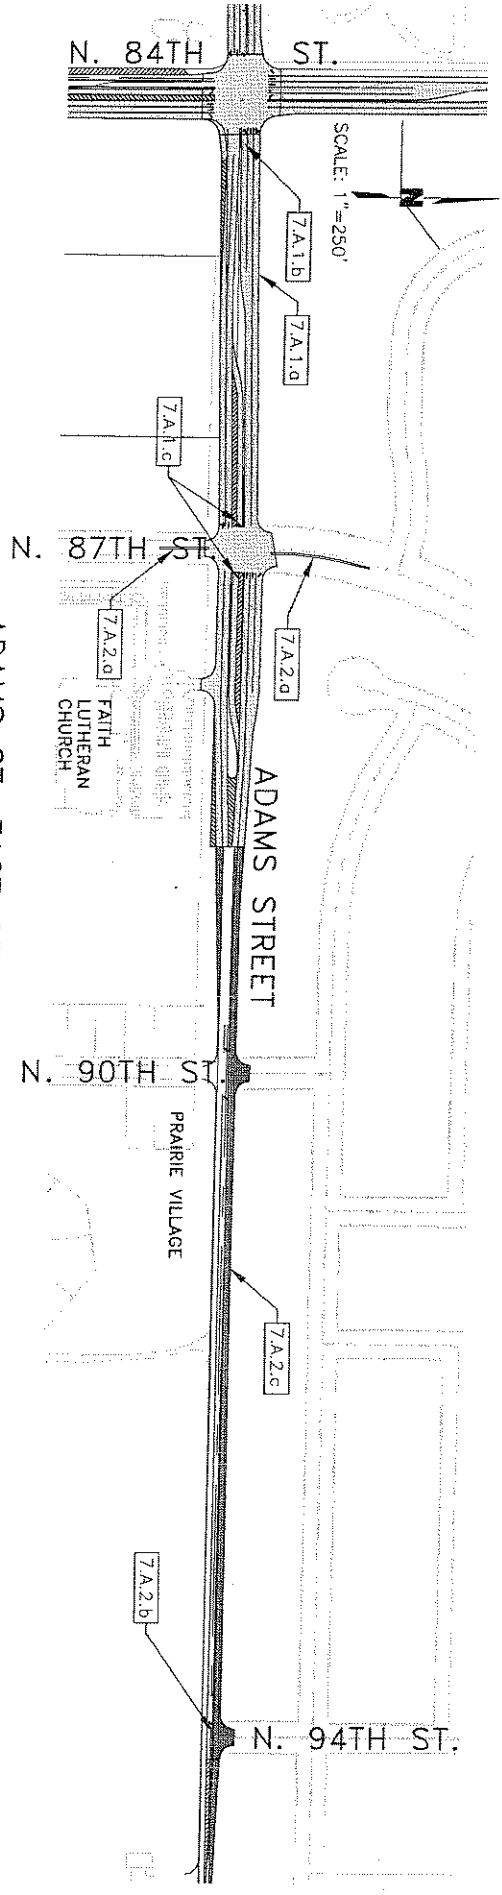 N. 84TH ST.
SCALE: 1"=250'
N
7.A.1.b
7.A.1.a
7.A.1.c
N. 87TH ST.
7.A.2.a
7.A.2.a
FAITH
LUTHERAN
CHURCH
ADAMS STREET
N. 90TH ST.
PRAIRIE VILLAGE
7.A.2.c
7.A.2.b
N. 94TH ST.